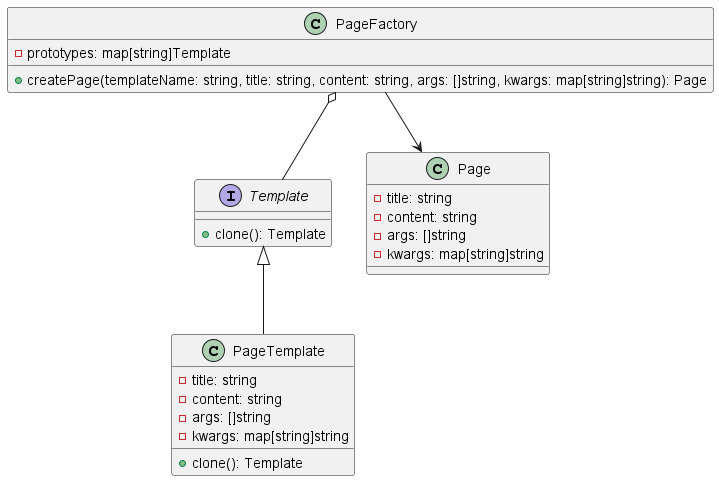 C PageFactory
prototypes: map[string]Template
createPage(templateName: string, title: string, content: string, args: []string, kwargs: map[string]string): Page
I Template
clone(): Template
C Page
title: string
content: string
args: []string
kwargs: map[string]string
C PageTemplate
title: string
content: string
args: []string
kwargs: map[string]string
clone(): Template